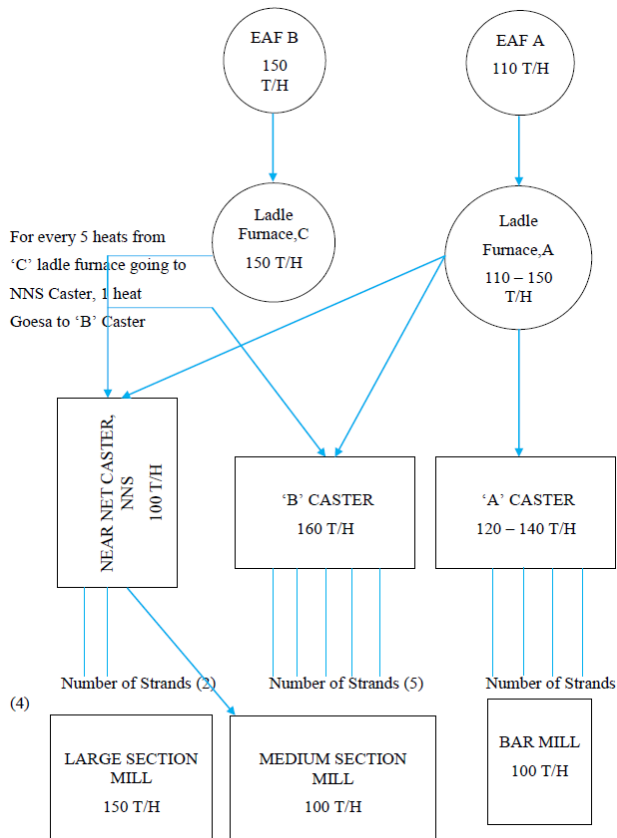 EAF B
150
T/H
EAF A
110 T/H
Ladle
Furnace,C
150 T/H
Ladle
Furnace,A
110 – 150
T/H
For every 5 heats from
‘C’ ladle furnace going to
NNS Caster, 1 heat
Goesa to ‘B’ Caster
NEAR NET CASTER,
NNS
100 T/H
‘B’ CASTER
160 T/H
‘A’ CASTER
120 – 140 T/H
Number of Strands (2)
Number of Strands (5)
Number of Strands
(4)
LARGE SECTION
MILL
150 T/H
MEDIUM SECTION
MILL
100 T/H
BAR MILL
100 T/H